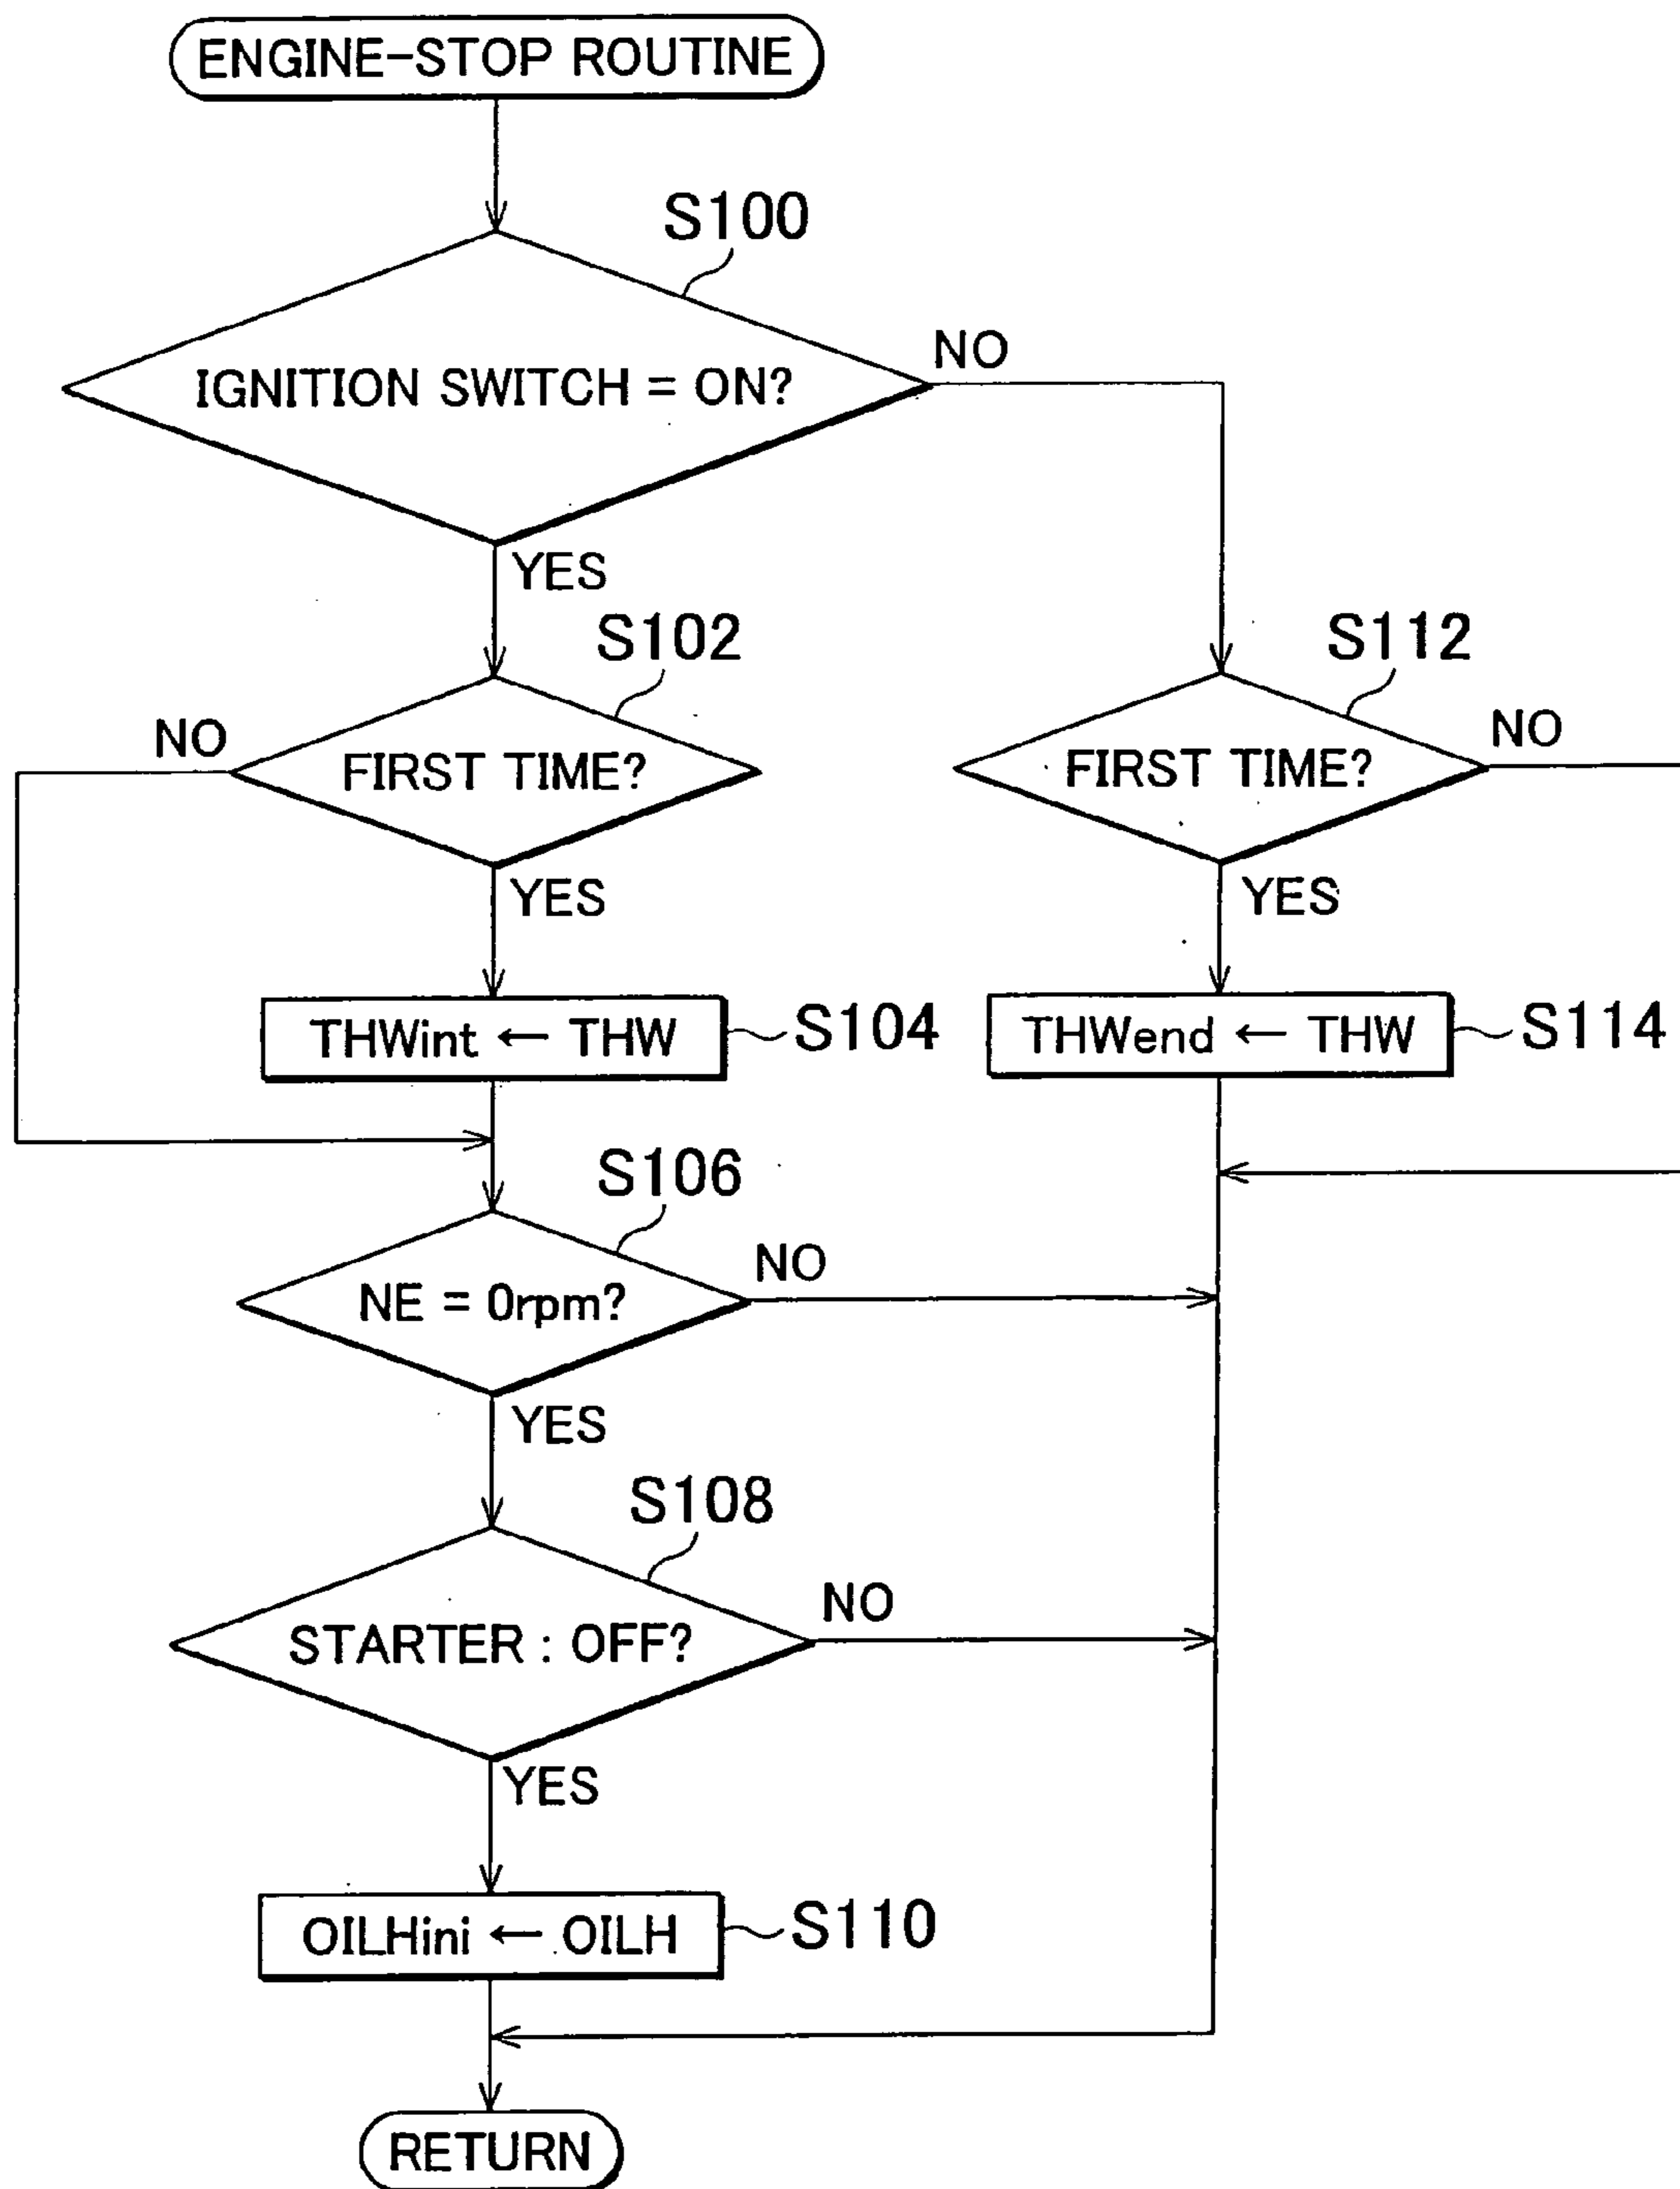 ENGINE-STOP ROUTINE
S100
IGNITION SWITCH = ON?
NO
YES
S102
S112
NO
FIRST TIME?
FIRST TIME?
NO
YES
YES
THWint ← THW
S104
THWend ← THW
S114
S106
NE = 0rpm?
NO
YES
S108
STARTER : OFF?
NO
YES
OILHini ← OILH
S110
RETURN